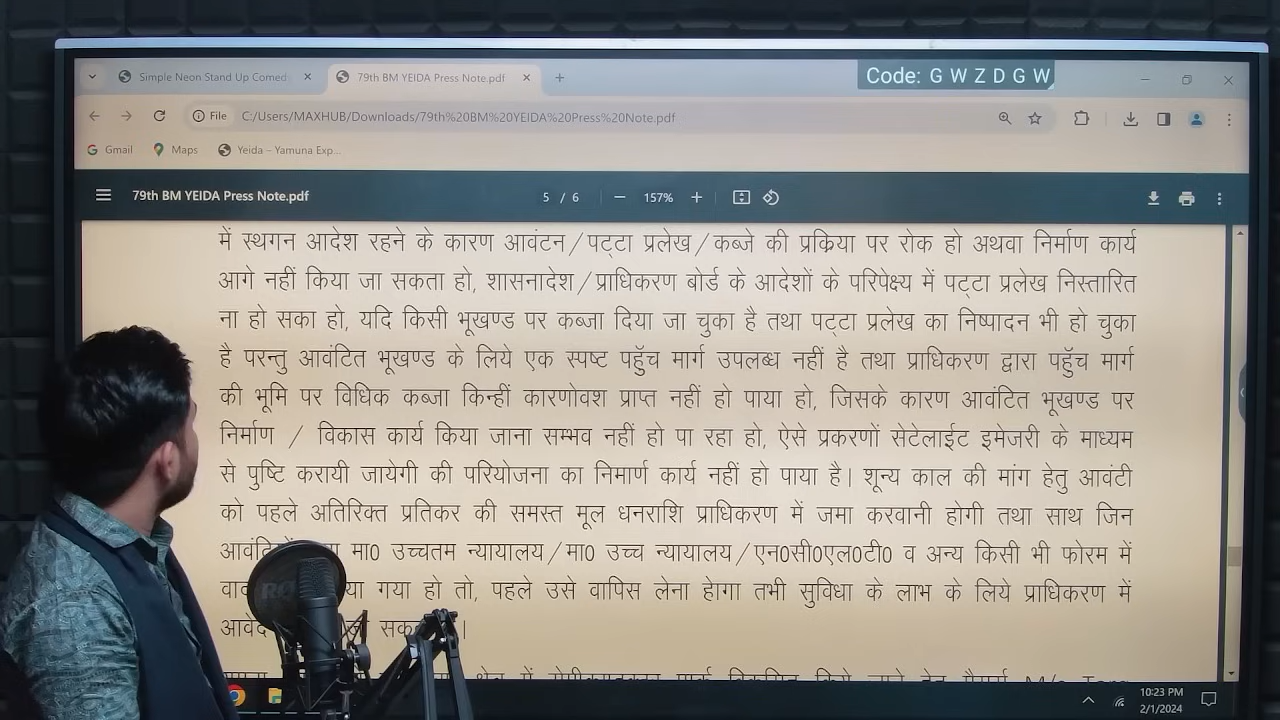 Simple Neon Stand Up Comed
79th BM YEIDA Press Note.pdf
Code: G W Z D G W
File
C:/Users/MAXHUB/Downloads/79th%20BM%20YEIDA%20Press%20Note.pdf
Gmail
Maps
Yeida – Yamuna Exp...
79th BM YEIDA Press Note.pdf
5 / 6
157%
में स्थगन आदेश रहने के कारण आवंटन/पट्टा प्रलेख/कब्जे की प्रक्रिया पर रोक हो अथवा निर्माण कार्य
आगे नहीं किया जा सकता हो, शासनादेश/प्राधिकरण बोर्ड के आदेशों के परिपेक्ष्य में पट्टा प्रलेख निस्तारित
ना हो सका हो, यदि किसी भूखण्ड पर कब्जा दिया जा चुका है तथा पट्टा प्रलेख का निष्पादन भी हो चुका
है परन्तु आवंटित भूखण्ड के लिये एक स्पष्ट पहुॅच मार्ग उपलब्ध नहीं है तथा प्राधिकरण द्वारा पहुॅच मार्ग
की भूमि पर विधिक कब्जा किन्हीं कारणोवश प्राप्त नहीं हो पाया हो, जिसके कारण आवंटित भूखण्ड पर
निर्माण / विकास कार्य किया जाना सम्भव नहीं हो पा रहा हो, ऐसे प्रकरणों सेटेलाईट इमेजरी के माध्यम
से पुष्टि करायी जायेगी की परियोजना का निमार्ण कार्य नहीं हो पाया है। शून्य काल की मांग हेतु आवंटी
को पहले अतिरिक्त प्रतिकर की समस्त मूल धनराशि प्राधिकरण में जमा करवानी होगी तथा साथ जिन
मा0 उच्चतम न्यायालय/मा0 उच्च न्यायालय/एन0सी0एल0टी0 व अन्य किसी भी फोरम में
गया हो तो, पहले उसे वापिस लेना हेागा तभी सुविधा के लाभ के लिये प्राधिकरण में
10:23 PM
2/1/2024